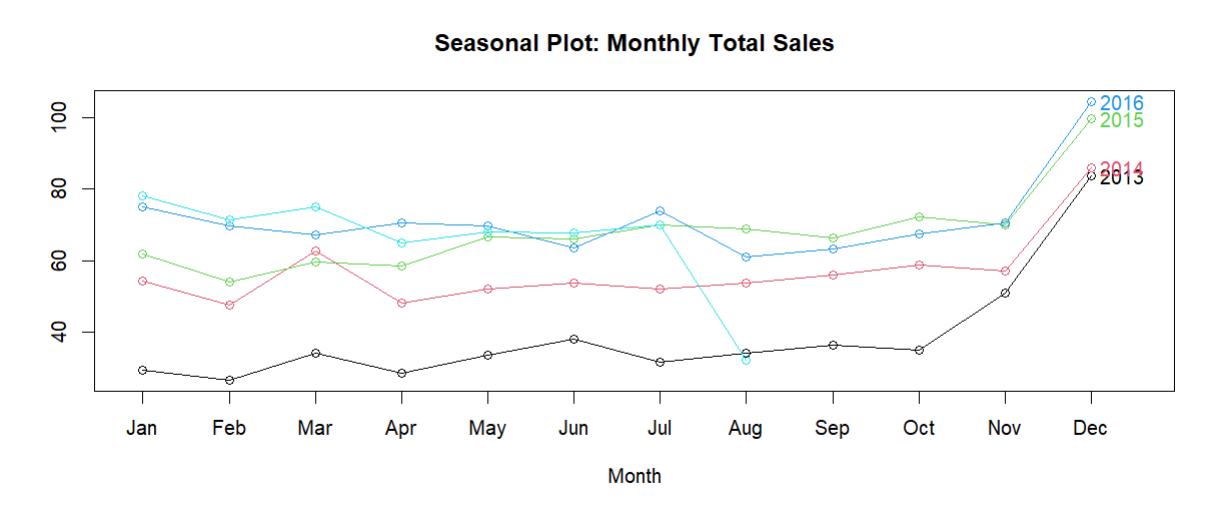 Seasonal Plot: Monthly Total Sales
100
80
60
40
2016
2015
2014
2013
Jan Feb Mar Apr May Jun Jul Aug Sep Oct Nov Dec
Month